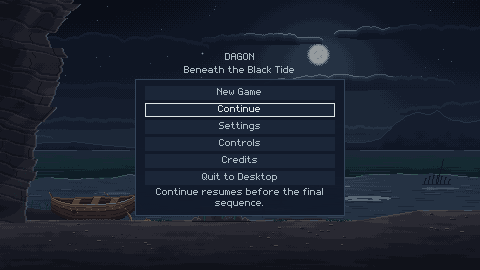 DAGON
Beneath the Black Tide
New Game
Continue
Settings
Controls
Credits
Quit to Desktop
Continue resumes before the final
sequence.